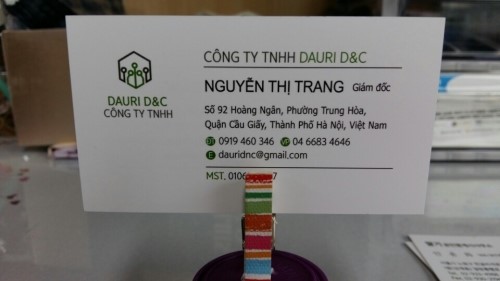 DAURI D&C
CÔNG TY TNHH
CÔNG TY TNHH DAURI D&C
NGUYỄN THỊ TRANG Giám đốc
Số 92 Hoàng Ngân, Phường Trung Hòa,
Quận Cầu Giấy, Thành Phố Hà Nội, Việt Nam
0919 460 346 VP 04 6683 4646
E dauridnc@gmail.com
MST.